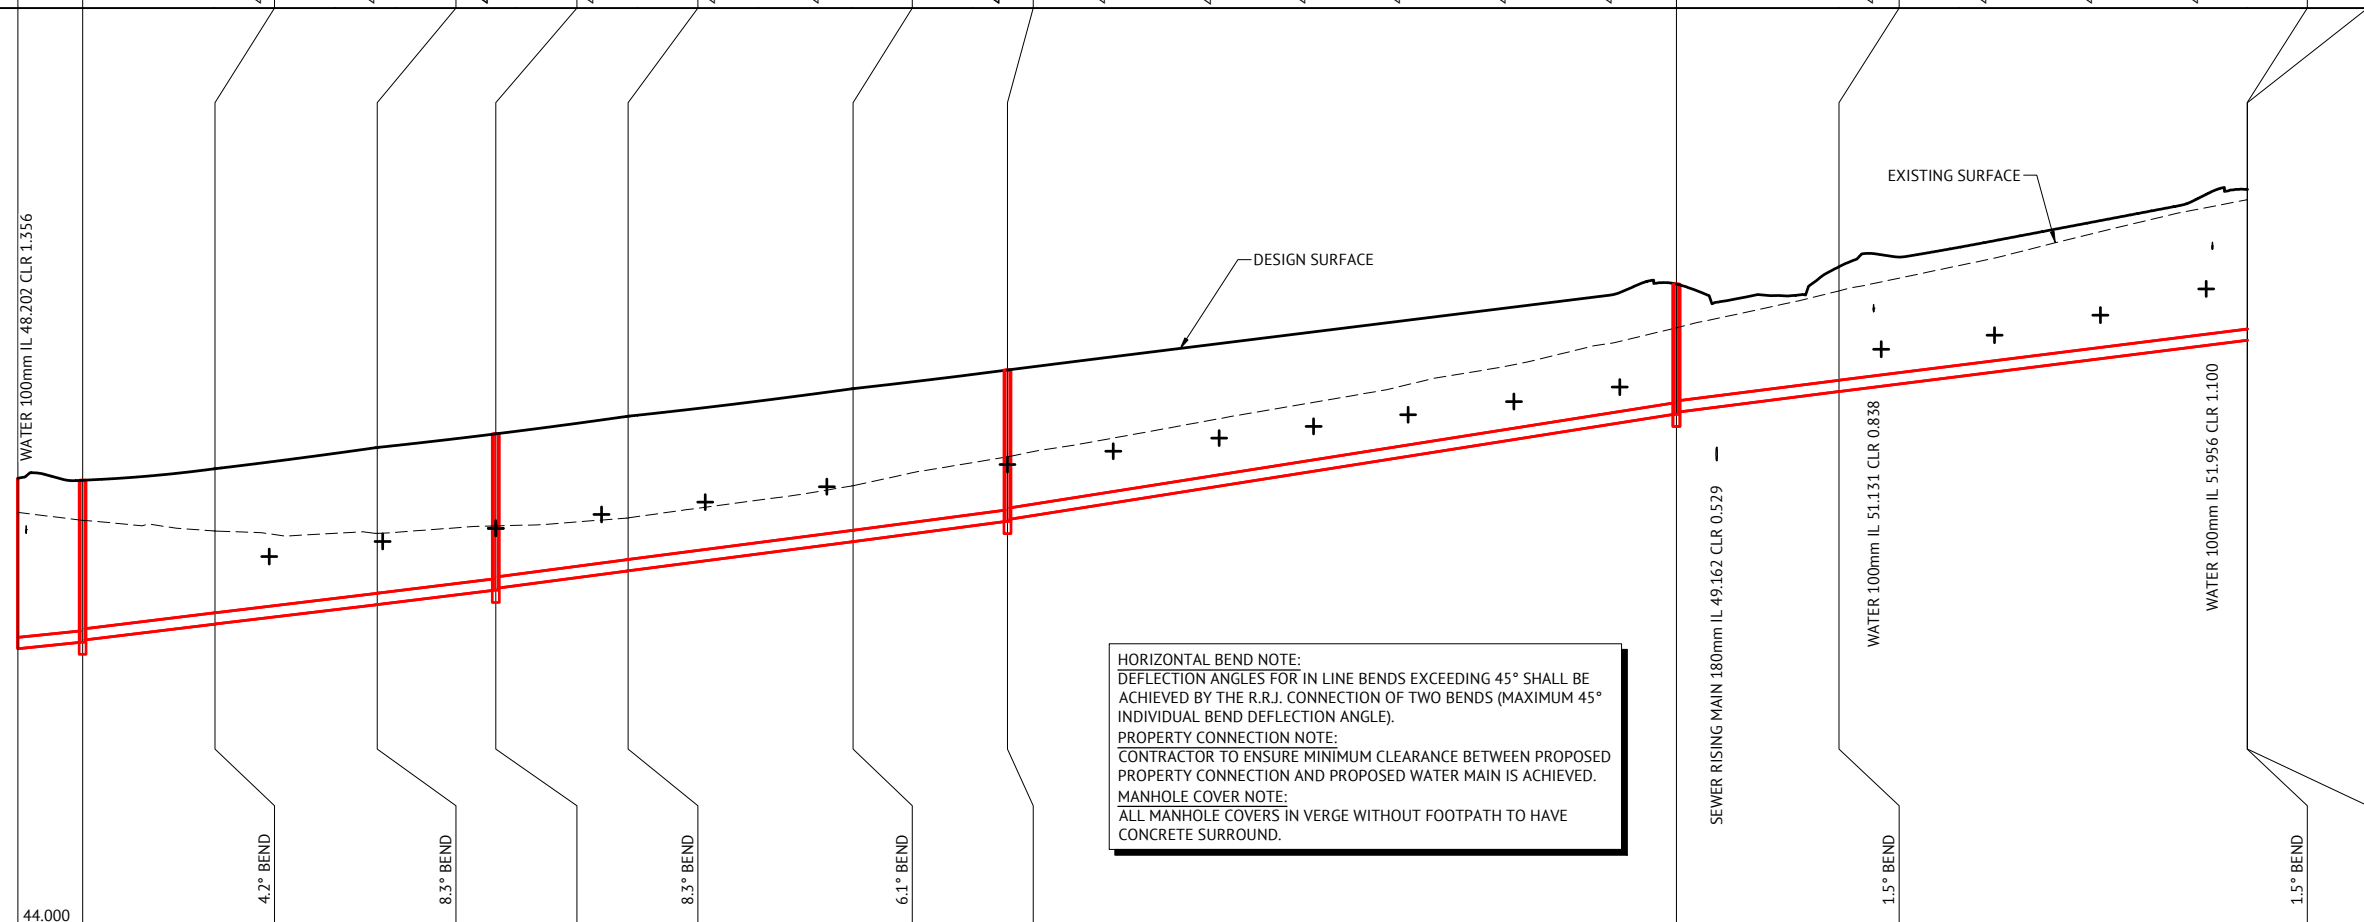 WATER 100mm IL 48.202 CLR 1.356
EXISTING SURFACE
DESIGN SURFACE
HORIZONTAL BEND NOTE:
DEFLECTION ANGLES FOR IN LINE BENDS EXCEEDING 45° SHALL BE
ACHIEVED BY THE R.R.J. CONNECTION OF TWO BENDS (MAXIMUM 45°
INDIVIDUAL BEND DEFLECTION ANGLE).
PROPERTY CONNECTION NOTE:
CONTRACTOR TO ENSURE MINIMUM CLEARANCE BETWEEN PROPOSED
PROPERTY CONNECTION AND PROPOSED WATER MAIN IS ACHIEVED.
MANHOLE COVER NOTE:
ALL MANHOLE COVERS IN VERGE WITHOUT FOOTPATH TO HAVE
CONCRETE SURROUND.
SEWER RISING MAIN 180mm IL 49.162 CLR 0.529
WATER 100mm IL 51.131 CLR 0.838
WATER 100mm IL 51.956 CLR 1.100
4.2° BEND
8.3° BEND
8.3° BEND
6.1° BEND
1.5° BEND
1.5° BEND
44.000